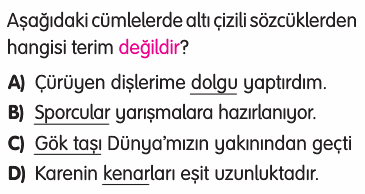 Aşağıdaki cümlelerde altı çizili sözcüklerden
hangisi terim değildir?
A) Çürüyen dişlerime dolgu yaptırdım.
B) Sporcular yarışmalara hazırlanıyor.
C) Gök taşı Dünya’mızın yakınından geçti
D) Karenin kenarları eşit uzunluktadır.